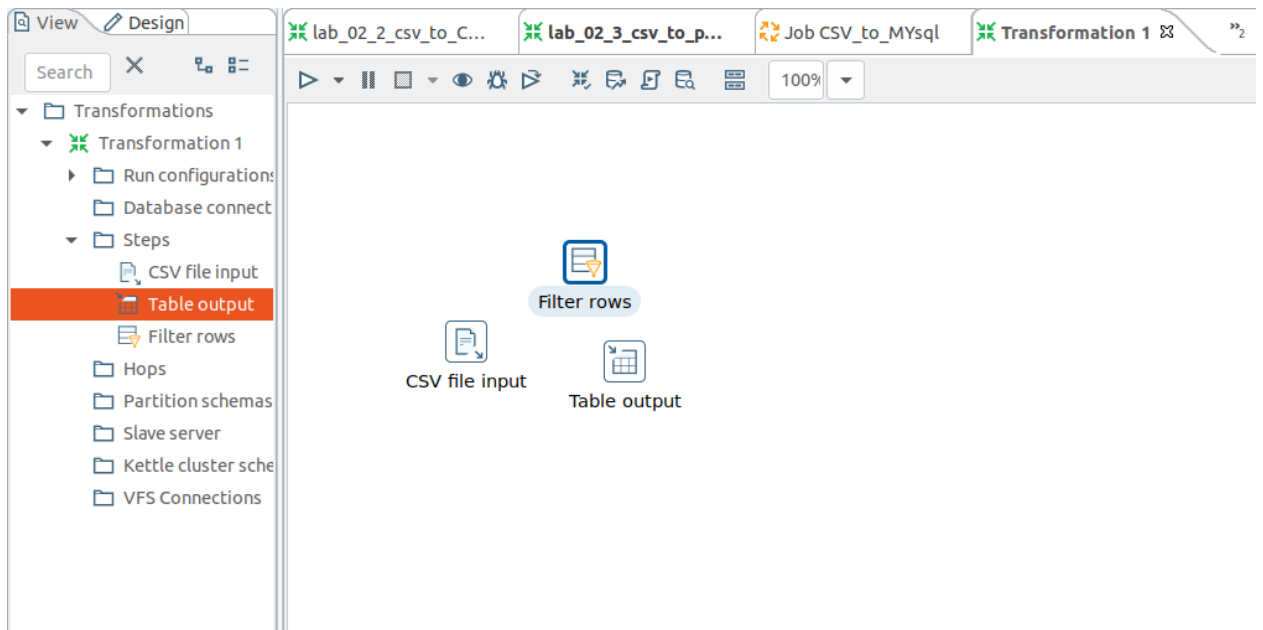 View
Design
lab_02_2_csv_to_C...
lab_02_3_csv_to_p...
Job CSV_to_MYsql
Transformation 1
»2
Search
100%
Transformations
Transformation 1
Run configurations
Database connect
Steps
CSV file input
Table output
Filter rows
Hops
Partition schemas
Slave server
Kettle cluster sche
VFS Connections
Filter rows
CSV file input
Table output